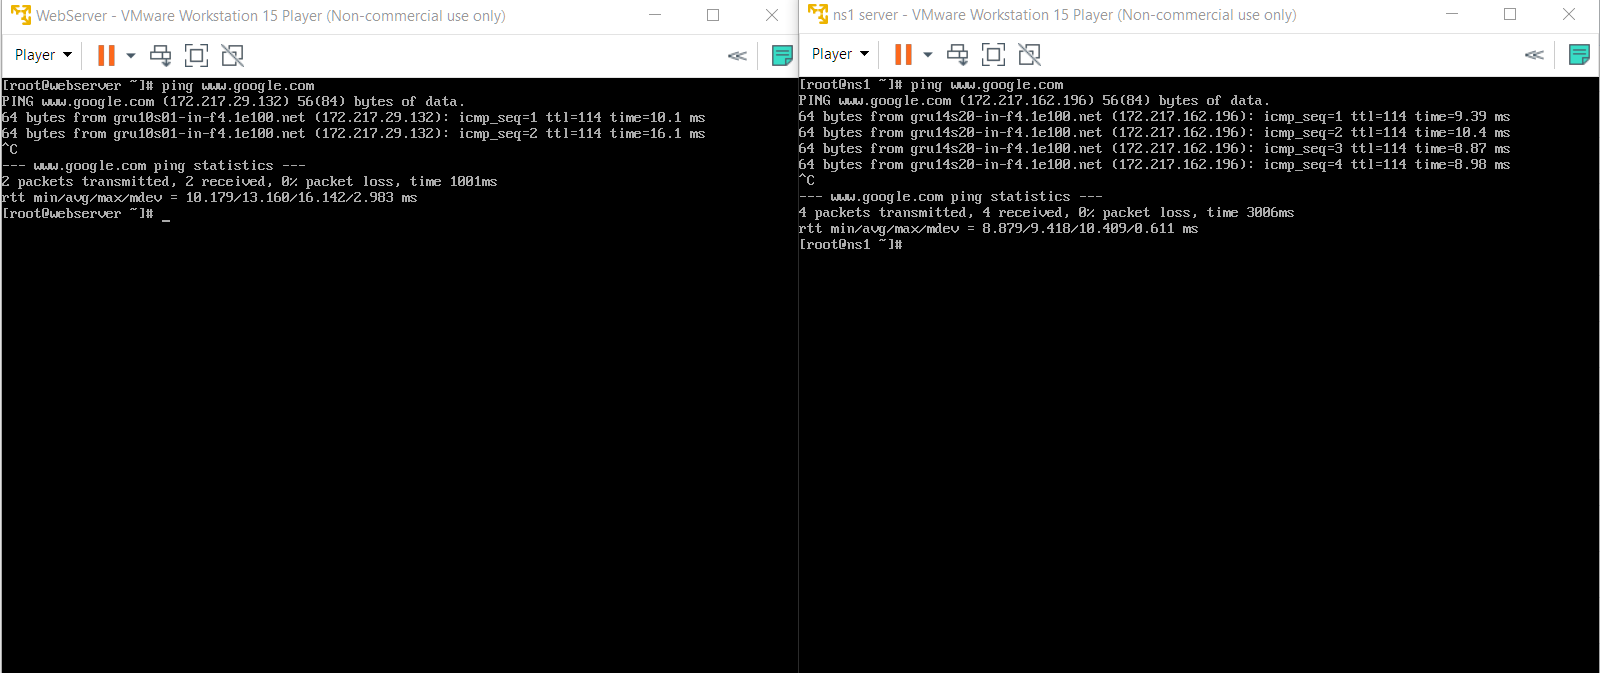 WebServer - VMware Workstation 15 Player (Non-commercial use only)
Player
[root@webserver ~]# ping www.google.com
PING www.google.com (172.217.29.132) 56(84) bytes of data.
64 bytes from gru10s01-in-f4.1e100.net (172.217.29.132): icmp_seq=1 ttl=114 time=10.1 ms
64 bytes from gru10s01-in-f4.1e100.net (172.217.29.132): icmp_seq=2 ttl=114 time=16.1 ms
^C
--- www.google.com ping statistics ---
2 packets transmitted, 2 received, 0% packet loss, time 1001ms
rtt min/avg/max/mdev = 10.179/13.160/16.142/2.983 ms
[root@webserver ~]# _
ns1 server - VMware Workstation 15 Player (Non-commercial use only)
Player
[root@ns1 ~]# ping www.google.com
PING www.google.com (172.217.162.196) 56(84) bytes of data.
64 bytes from gru14s20-in-f4.1e100.net (172.217.162.196): icmp_seq=1 ttl=114 time=9.39 ms
64 bytes from gru14s20-in-f4.1e100.net (172.217.162.196): icmp_seq=2 ttl=114 time=10.4 ms
64 bytes from gru14s20-in-f4.1e100.net (172.217.162.196): icmp_seq=3 ttl=114 time=8.87 ms
64 bytes from gru14s20-in-f4.1e100.net (172.217.162.196): icmp_seq=4 ttl=114 time=8.98 ms
^C
--- www.google.com ping statistics ---
4 packets transmitted, 4 received, 0% packet loss, time 3006ms
rtt min/avg/max/mdev = 8.879/9.418/10.409/0.611 ms
[root@ns1 ~]#